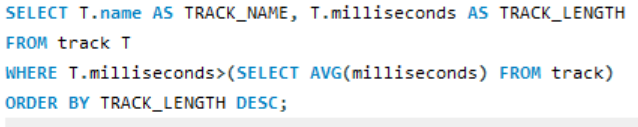 SELECT T.name AS TRACK_NAME, T.milliseconds AS TRACK_LENGTH
FROM track T
WHERE T.milliseconds>(SELECT AVG(milliseconds) FROM track)
ORDER BY TRACK_LENGTH DESC;